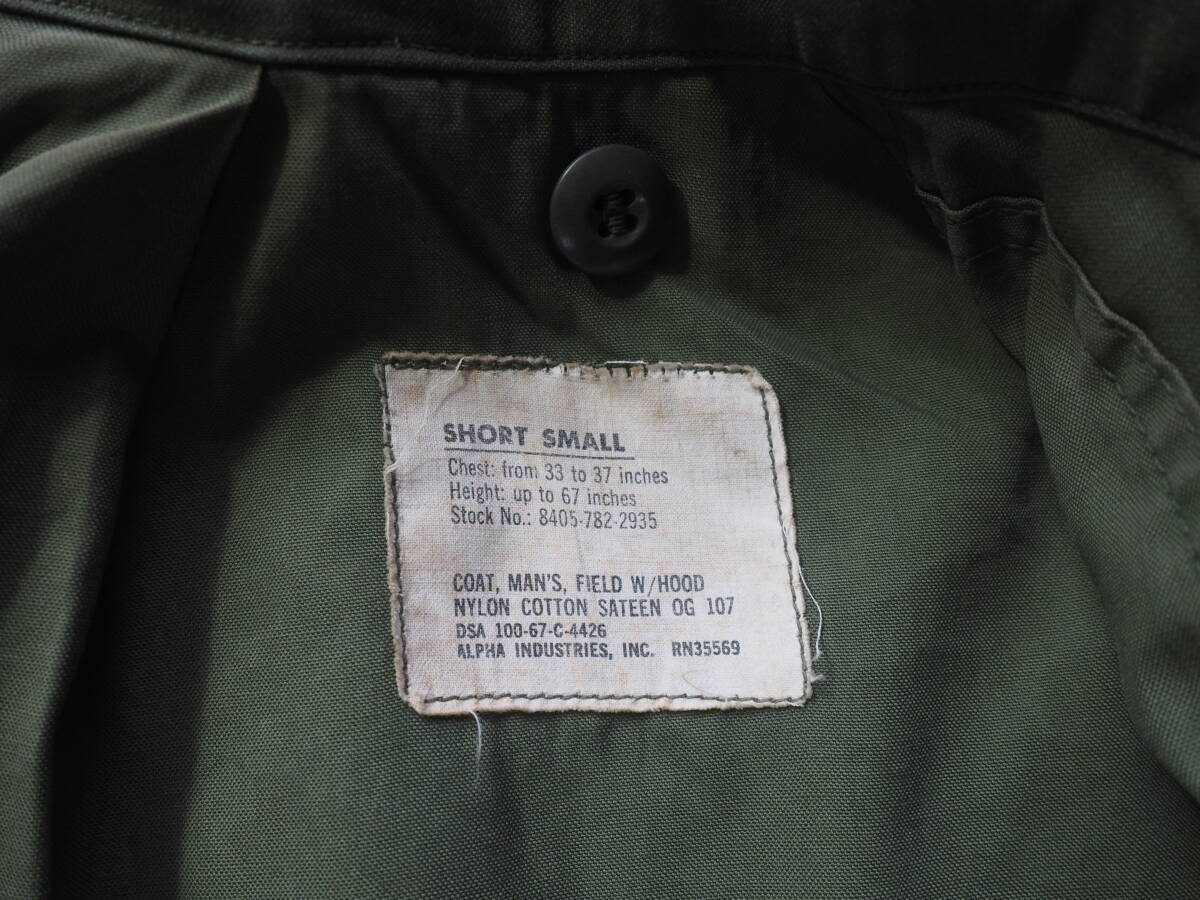 SHORT SMALL
Chest: from 33 to 37 inches
Height: up to 67 inches
Stock No.: 8405-782-2935
COAT, MAN'S, FIELD W/HOOD
NYLON COTTON SATEEN OG 107
DSA 100-67-C-4426
ALPHA INDUSTRIES, INC. RN35569